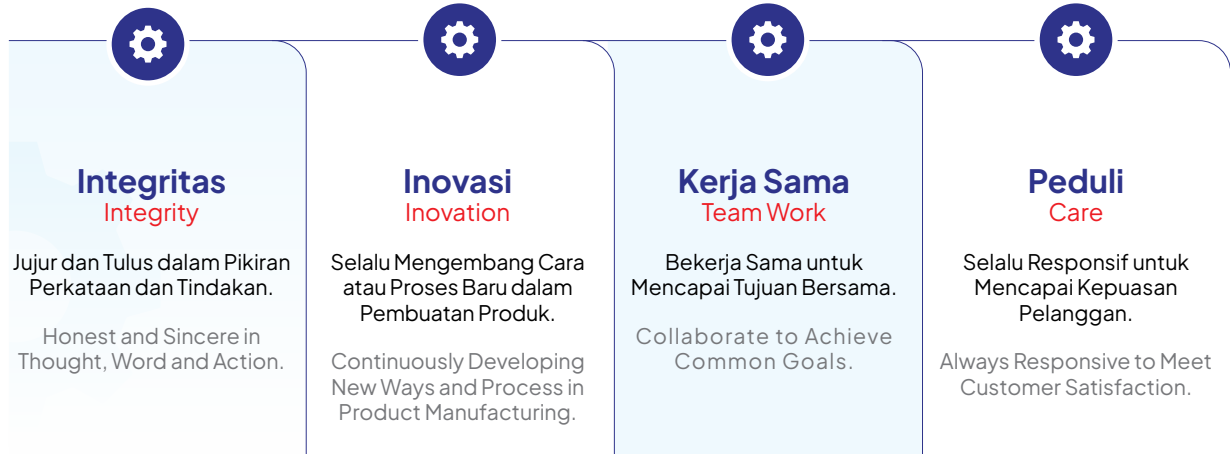 Integritas
Integrity
Jujur dan Tulus dalam Pikiran
Perkataan dan Tindakan.
Honest and Sincere in
Thought, Word and Action.
Inovasi
Inovation
Selalu Mengembang Cara
atau Proses Baru dalam
Pembuatan Produk.
Continuously Developing
New Ways and Process in
Product Manufacturing.
Kerja Sama
Team Work
Bekerja Sama untuk
Mencapai Tujuan Bersama.
Collaborate to Achieve
Common Goals.
Peduli
Care
Selalu Responsif untuk
Mencapai Kepuasan
Pelanggan.
Always Responsive to Meet
Customer Satisfaction.